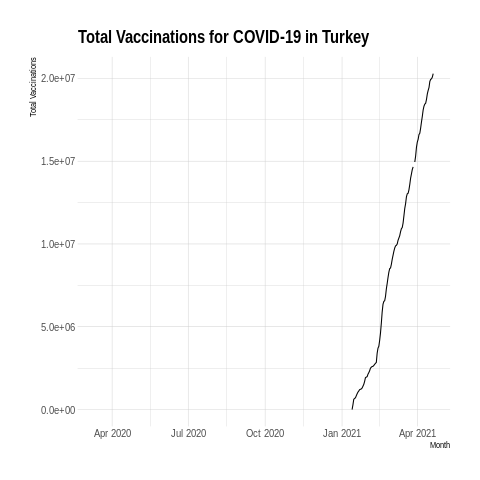 Total Vaccinations for COVID-19 in Turkey
Total Vaccinations
2.0e+07
1.5e+07
1.0e+07
5.0e+06
0.0e+00
Apr 2020 Jul 2020 Oct 2020 Jan 2021 Apr 2021
Month